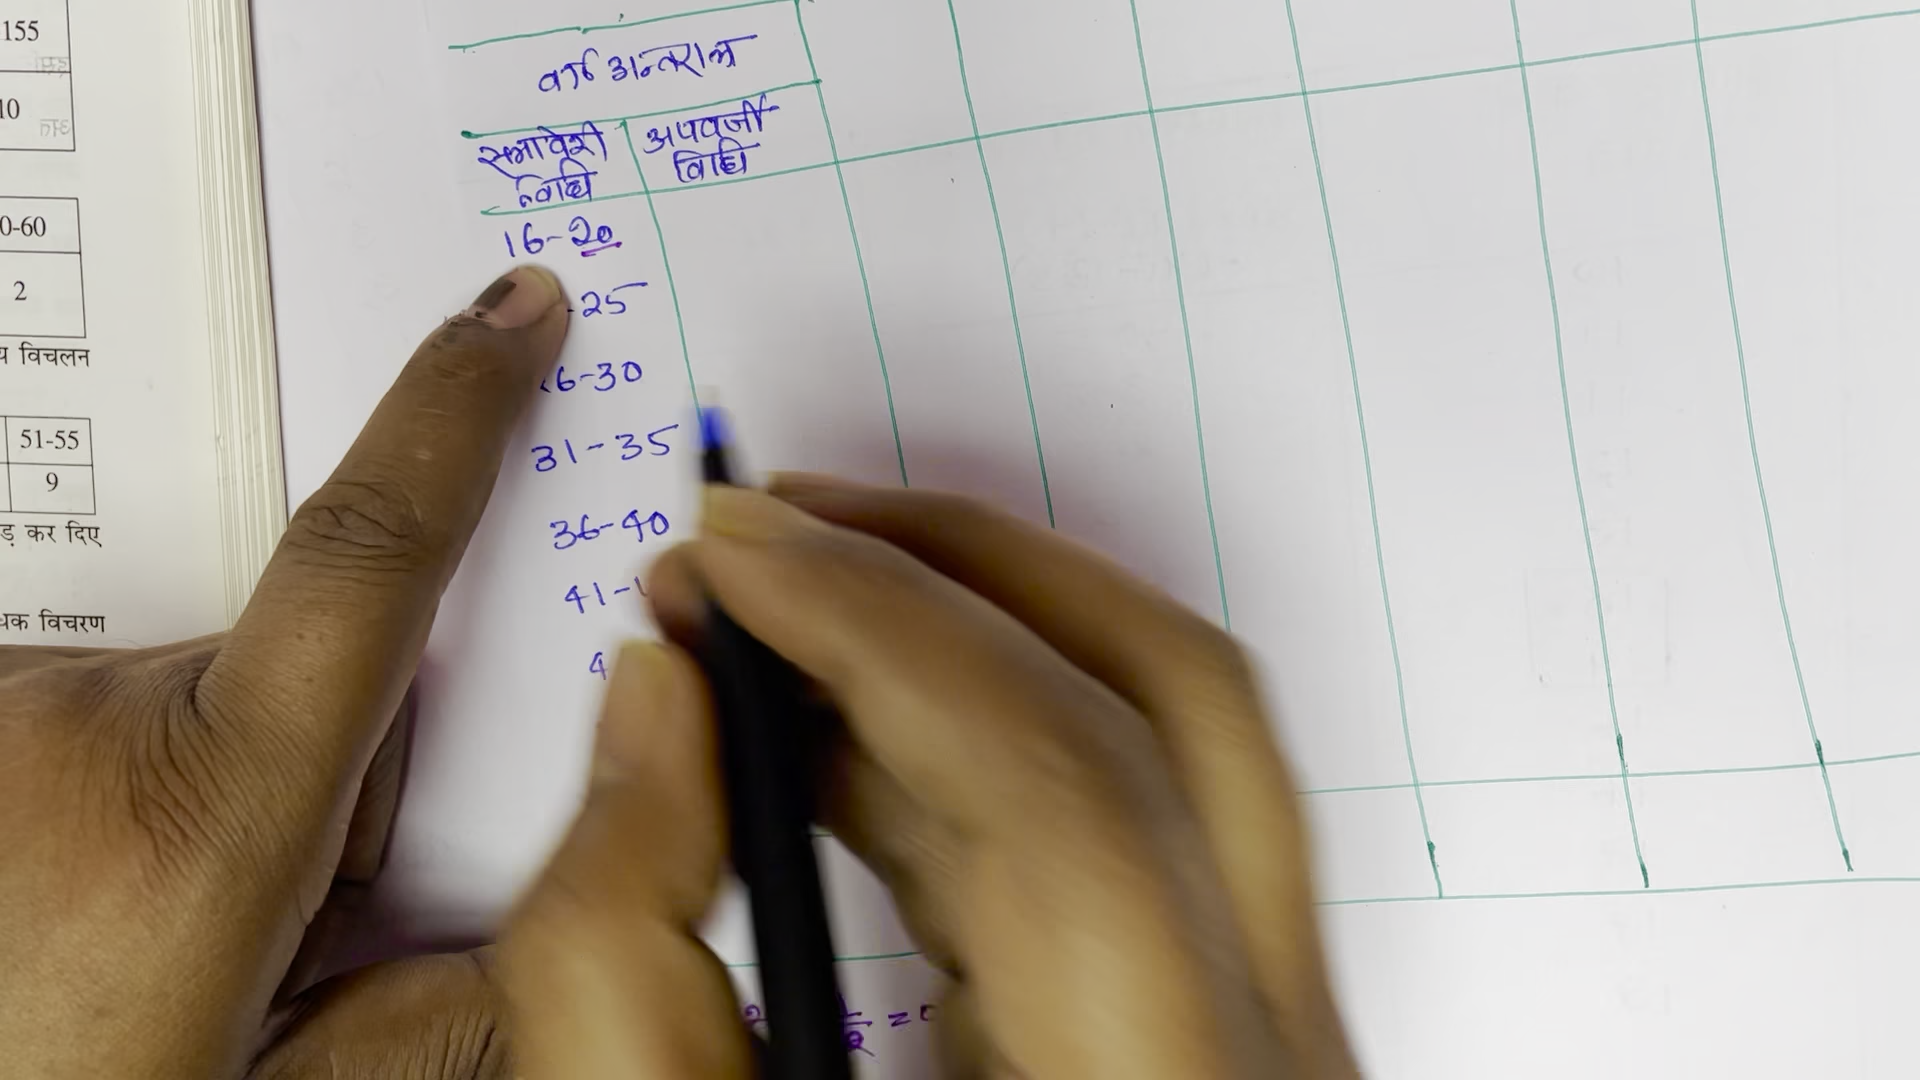 155
10
0-60
2
विचलन
51-55
9
कर दिए
विचरण
वर्ग अन्तराल
समावेशी विधि
अपवर्जी विधि
16-20
-25
6-30
31-35
36-40
41-
4
=